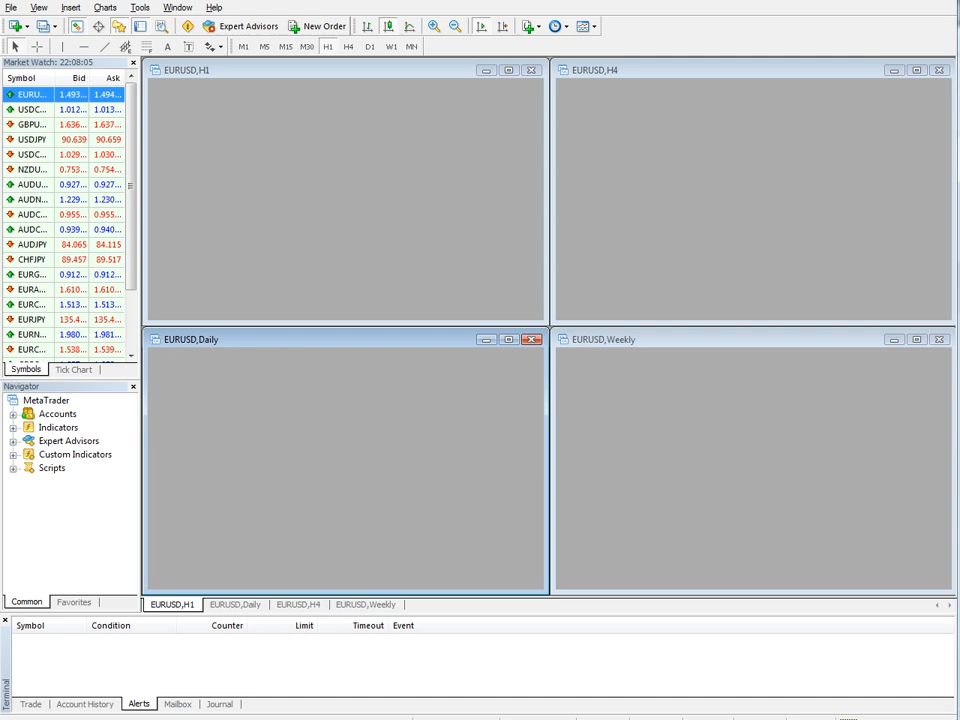 File View Insert Charts Tools Window Help
Expert Advisors New Order
A T M1 M5 M15 M30 H1 H4 D1 W1 MN
Market Watch: 22:08:05
Symbol Bid Ask
EURU... 1.493... 1.494...
USDC... 1.012... 1.013...
GBPU... 1.636... 1.637...
USDJPY 90.639 90.659
USDC... 1.029... 1.030...
NZDU... 0.753... 0.754...
AUDU... 0.927... 0.927...
AUDN... 1.229... 1.230...
AUDC... 0.955... 0.955...
AUDC... 0.939... 0.940...
AUDJPY 84.065 84.115
CHFJPY 89.457 89.517
EURG... 0.912... 0.912...
EURA... 1.610... 1.610...
EURC... 1.513... 1.513...
EURJPY 135.4... 135.4...
EURN... 1.980... 1.981...
EURC... 1.538... 1.539...
Symbols Tick Chart
Navigator
MetaTrader
Accounts
Indicators
Expert Advisors
Custom Indicators
Scripts
Common Favorites
EURUSD,H1
EURUSD,H4
EURUSD,Daily
EURUSD,Weekly
EURUSD,H1 EURUSD,Daily EURUSD,H4 EURUSD,Weekly
Symbol Condition Counter Limit Timeout Event
Terminal
Trade Account History Alerts Mailbox Journal